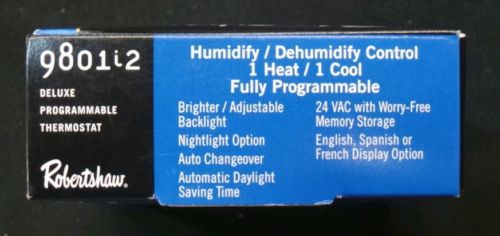 9801i2
DELUXE
PROGRAMMABLE
THERMOSTAT
Robertshaw®
Humidify / Dehumidify Control
1 Heat / 1 Cool
Fully Programmable
Brighter / Adjustable
Backlight
Nightlight Option
Auto Changeover
Automatic Daylight
Saving Time
24 VAC with Worry-Free
Memory Storage
English, Spanish or
French Display Option